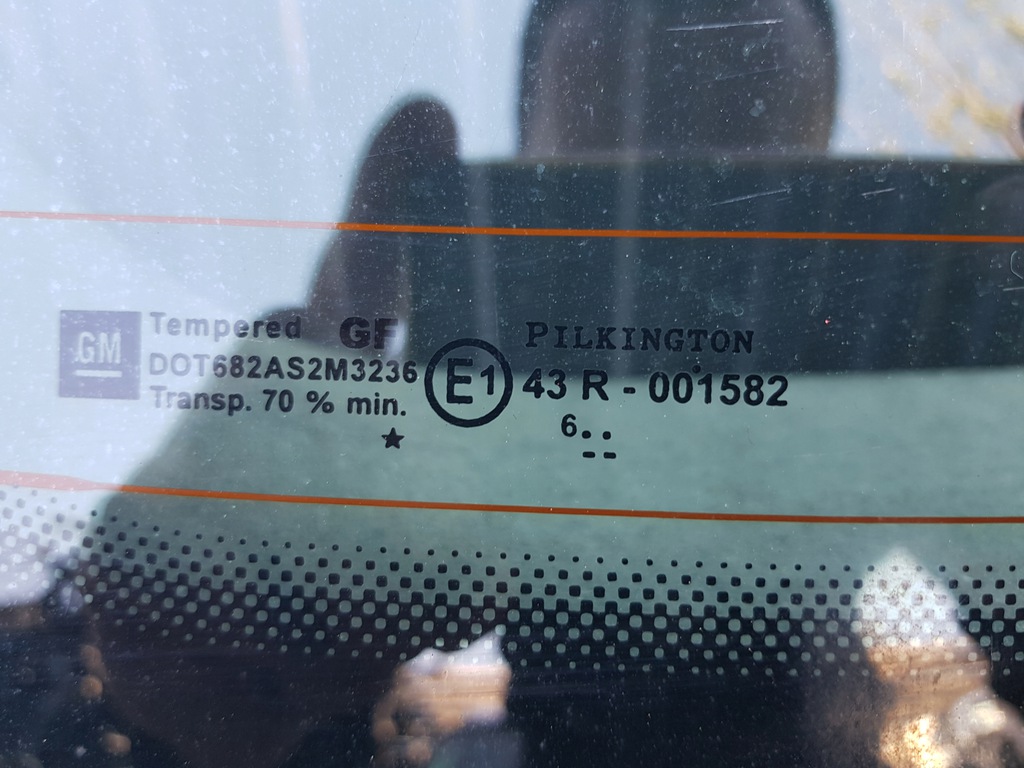 GM
Tempered GF
DOT682AS2M3236
Transp. 70 % min.
E1
PILKINGTON
43 R - 001582
6